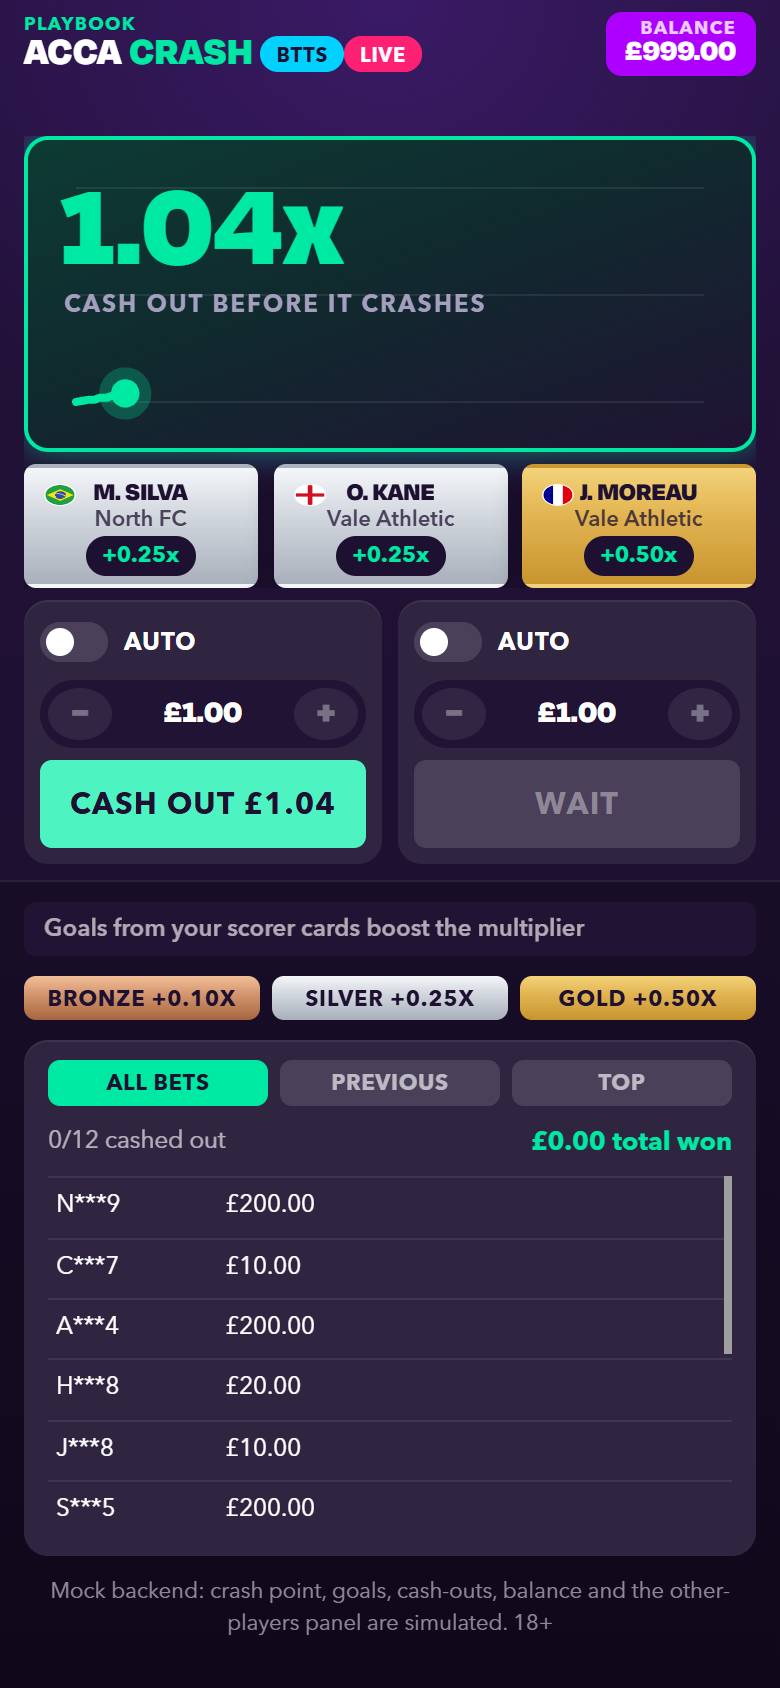 PLAYBOOK
ACCA CRASH BTTS LIVE
BALANCE
£999.00
1.04x
CASH OUT BEFORE IT CRASHES
M. SILVA
North FC
+0.25x
O. KANE
Vale Athletic
+0.25x
J. MOREAU
Vale Athletic
+0.50x
AUTO
− £1.00 +
CASH OUT £1.04
AUTO
− £1.00 +
WAIT
Goals from your scorer cards boost the multiplier
BRONZE +0.10X SILVER +0.25X GOLD +0.50X
ALL BETS PREVIOUS TOP
0/12 cashed out £0.00 total won
N***9 £200.00
C***7 £10.00
A***4 £200.00
H***8 £20.00
J***8 £10.00
S***5 £200.00
Mock backend: crash point, goals, cash-outs, balance and the other-
players panel are simulated. 18+